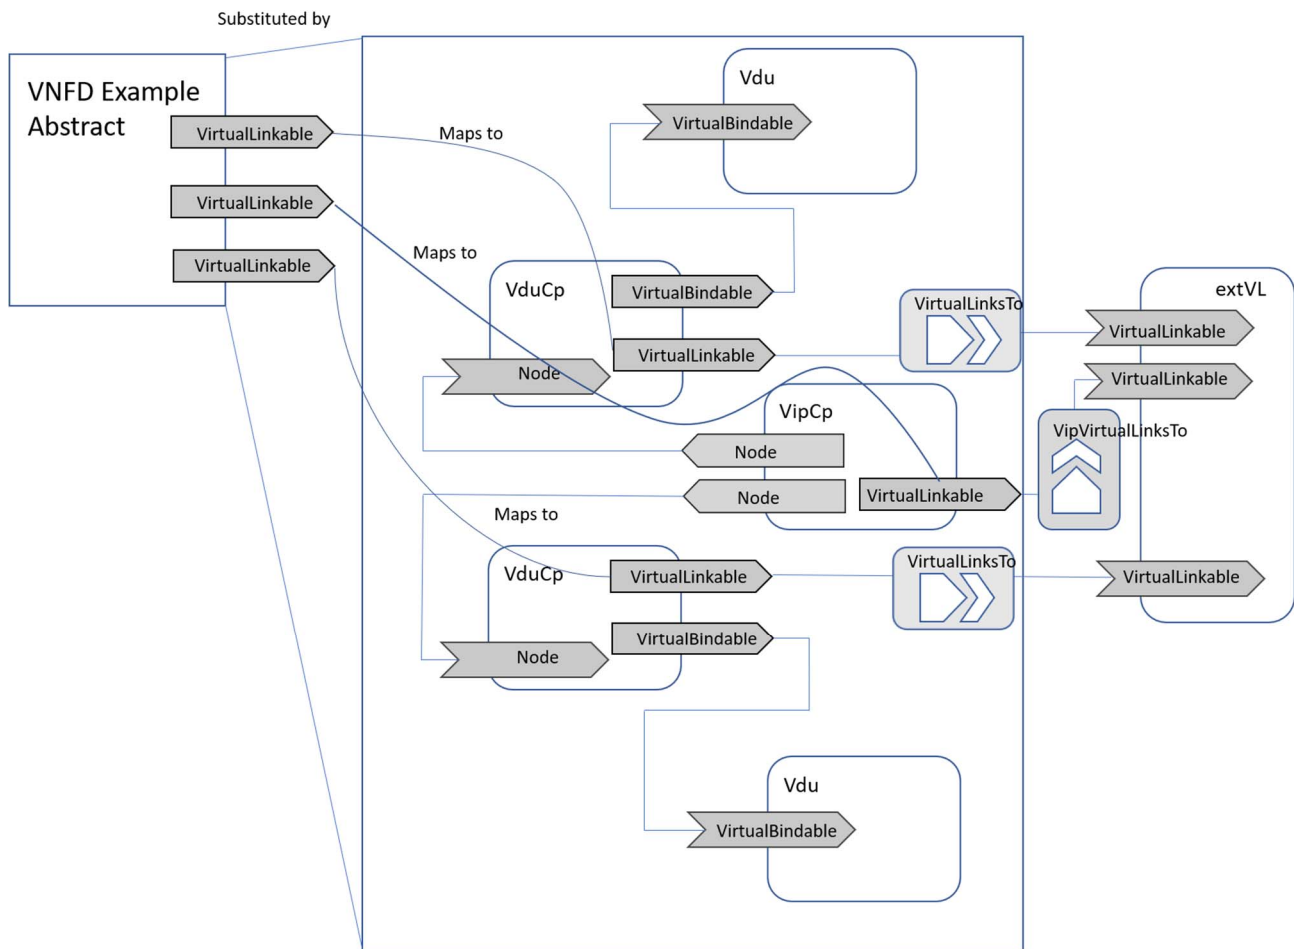 Substituted by
VNFD Example
Abstract
VirtualLinkable
VirtualLinkable
VirtualLinkable
Maps to
Maps to
Maps to
Vdu
VirtualBindable
VduCp
VirtualBindable
VirtualLinkable
Node
VirtualLinksTo
extVL
VirtualLinkable
VirtualLinkable
VipCp
Node
Node
VirtualLinkable
VipVirtualLinksTo
VduCp
VirtualLinkable
VirtualBindable
Node
VirtualLinksTo
VirtualLinkable
Vdu
VirtualBindable